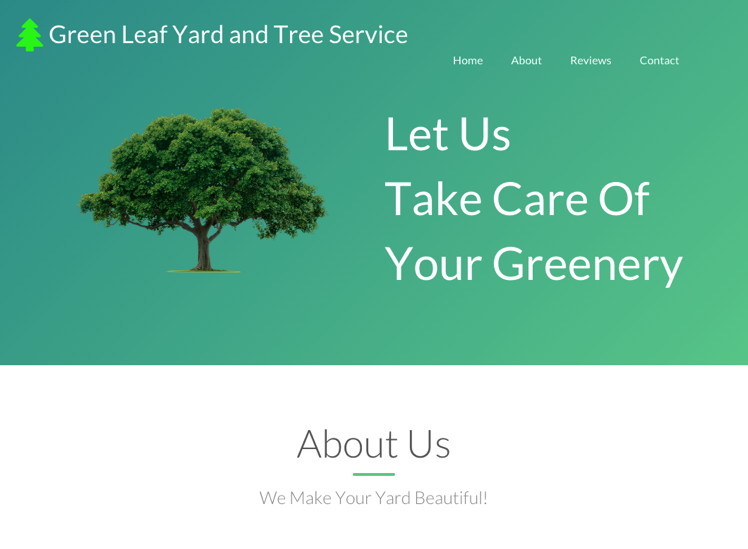 Green Leaf Yard and Tree Service
Home About Reviews Contact
Let Us
Take Care Of
Your Greenery
About Us
We Make Your Yard Beautiful!